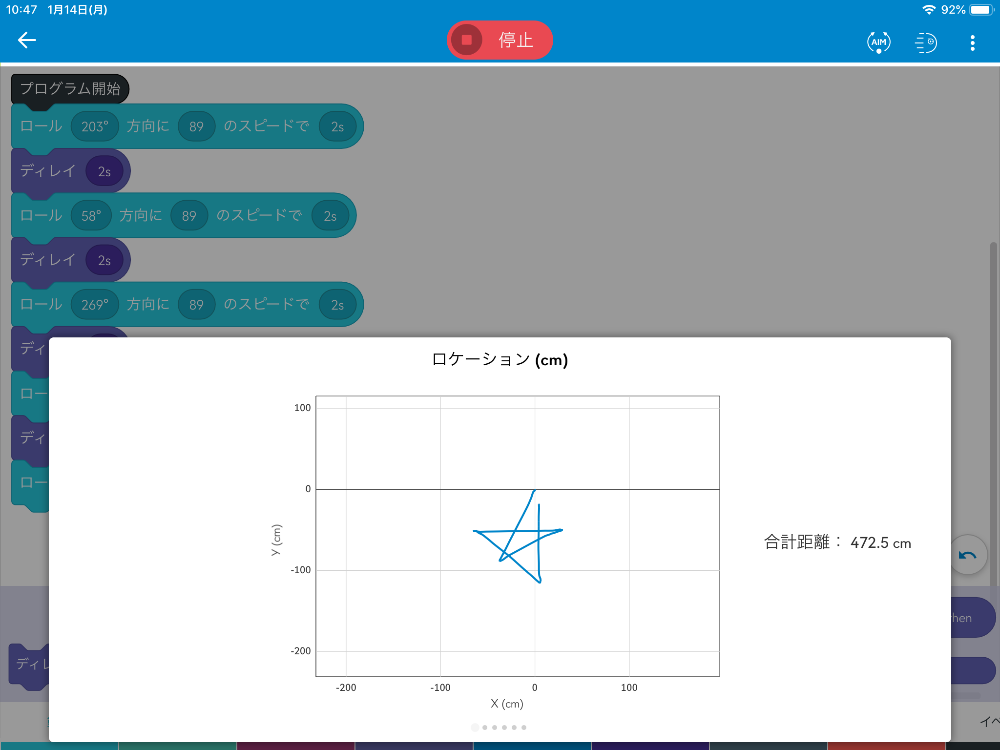 10:47 1月14日(月) 92%
停止
AIM
プログラム開始
ロール 203° 方向に 89 のスピードで 2s
ディレイ 2s
ロール 58° 方向に 89 のスピードで 2s
ディレイ 2s
ロール 269° 方向に 89 のスピードで 2s
ディ
ロー
ディ
ロー
ロケーション (cm)
100
0
-100
-200
y (cm)
-200 -100 0 100
X (cm)
合計距離： 472.5 cm
hen
ディレ
イベ